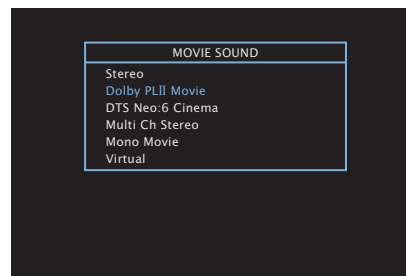 MOVIE SOUND
Stereo
Dolby PLII Movie
DTS Neo:6 Cinema
Multi Ch Stereo
Mono Movie
Virtual